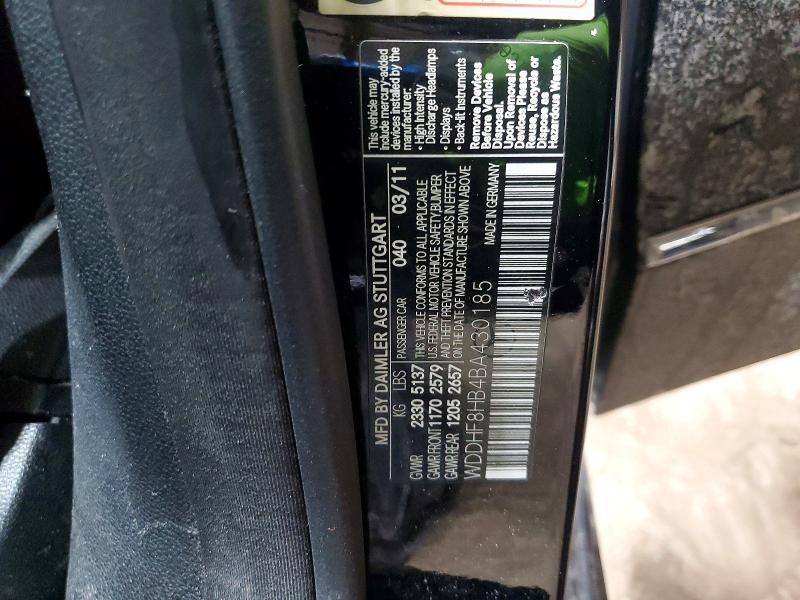 MFD BY DAIMLER AG STUTTGART
KG LBS PASSENGER CAR 040 03/11
GVWR 2330 5137
GAWR FRONT 1170 2579
GAWR REAR 1205 2657
THIS VEHICLE CONFORMS TO ALL APPLICABLE
U.S. FEDERAL MOTOR VEHICLE SAFETY, BUMPER
AND THEFT PREVENTION STANDARDS IN EFFECT
ON THE DATE OF MANUFACTURE SHOWN ABOVE
WDDHF8HB4BA430185 MADE IN GERMANY
This vehicle may
include mercury-added
devices installed by the
manufacturer:
• High Intensity
Discharge Headlamps
• Displays
• Back-lit Instruments
Remove Devices
Before Vehicle
Disposal.
Upon Removal of
Devices Please
Reuse, Recycle or
Dispose as
Hazardous Waste.